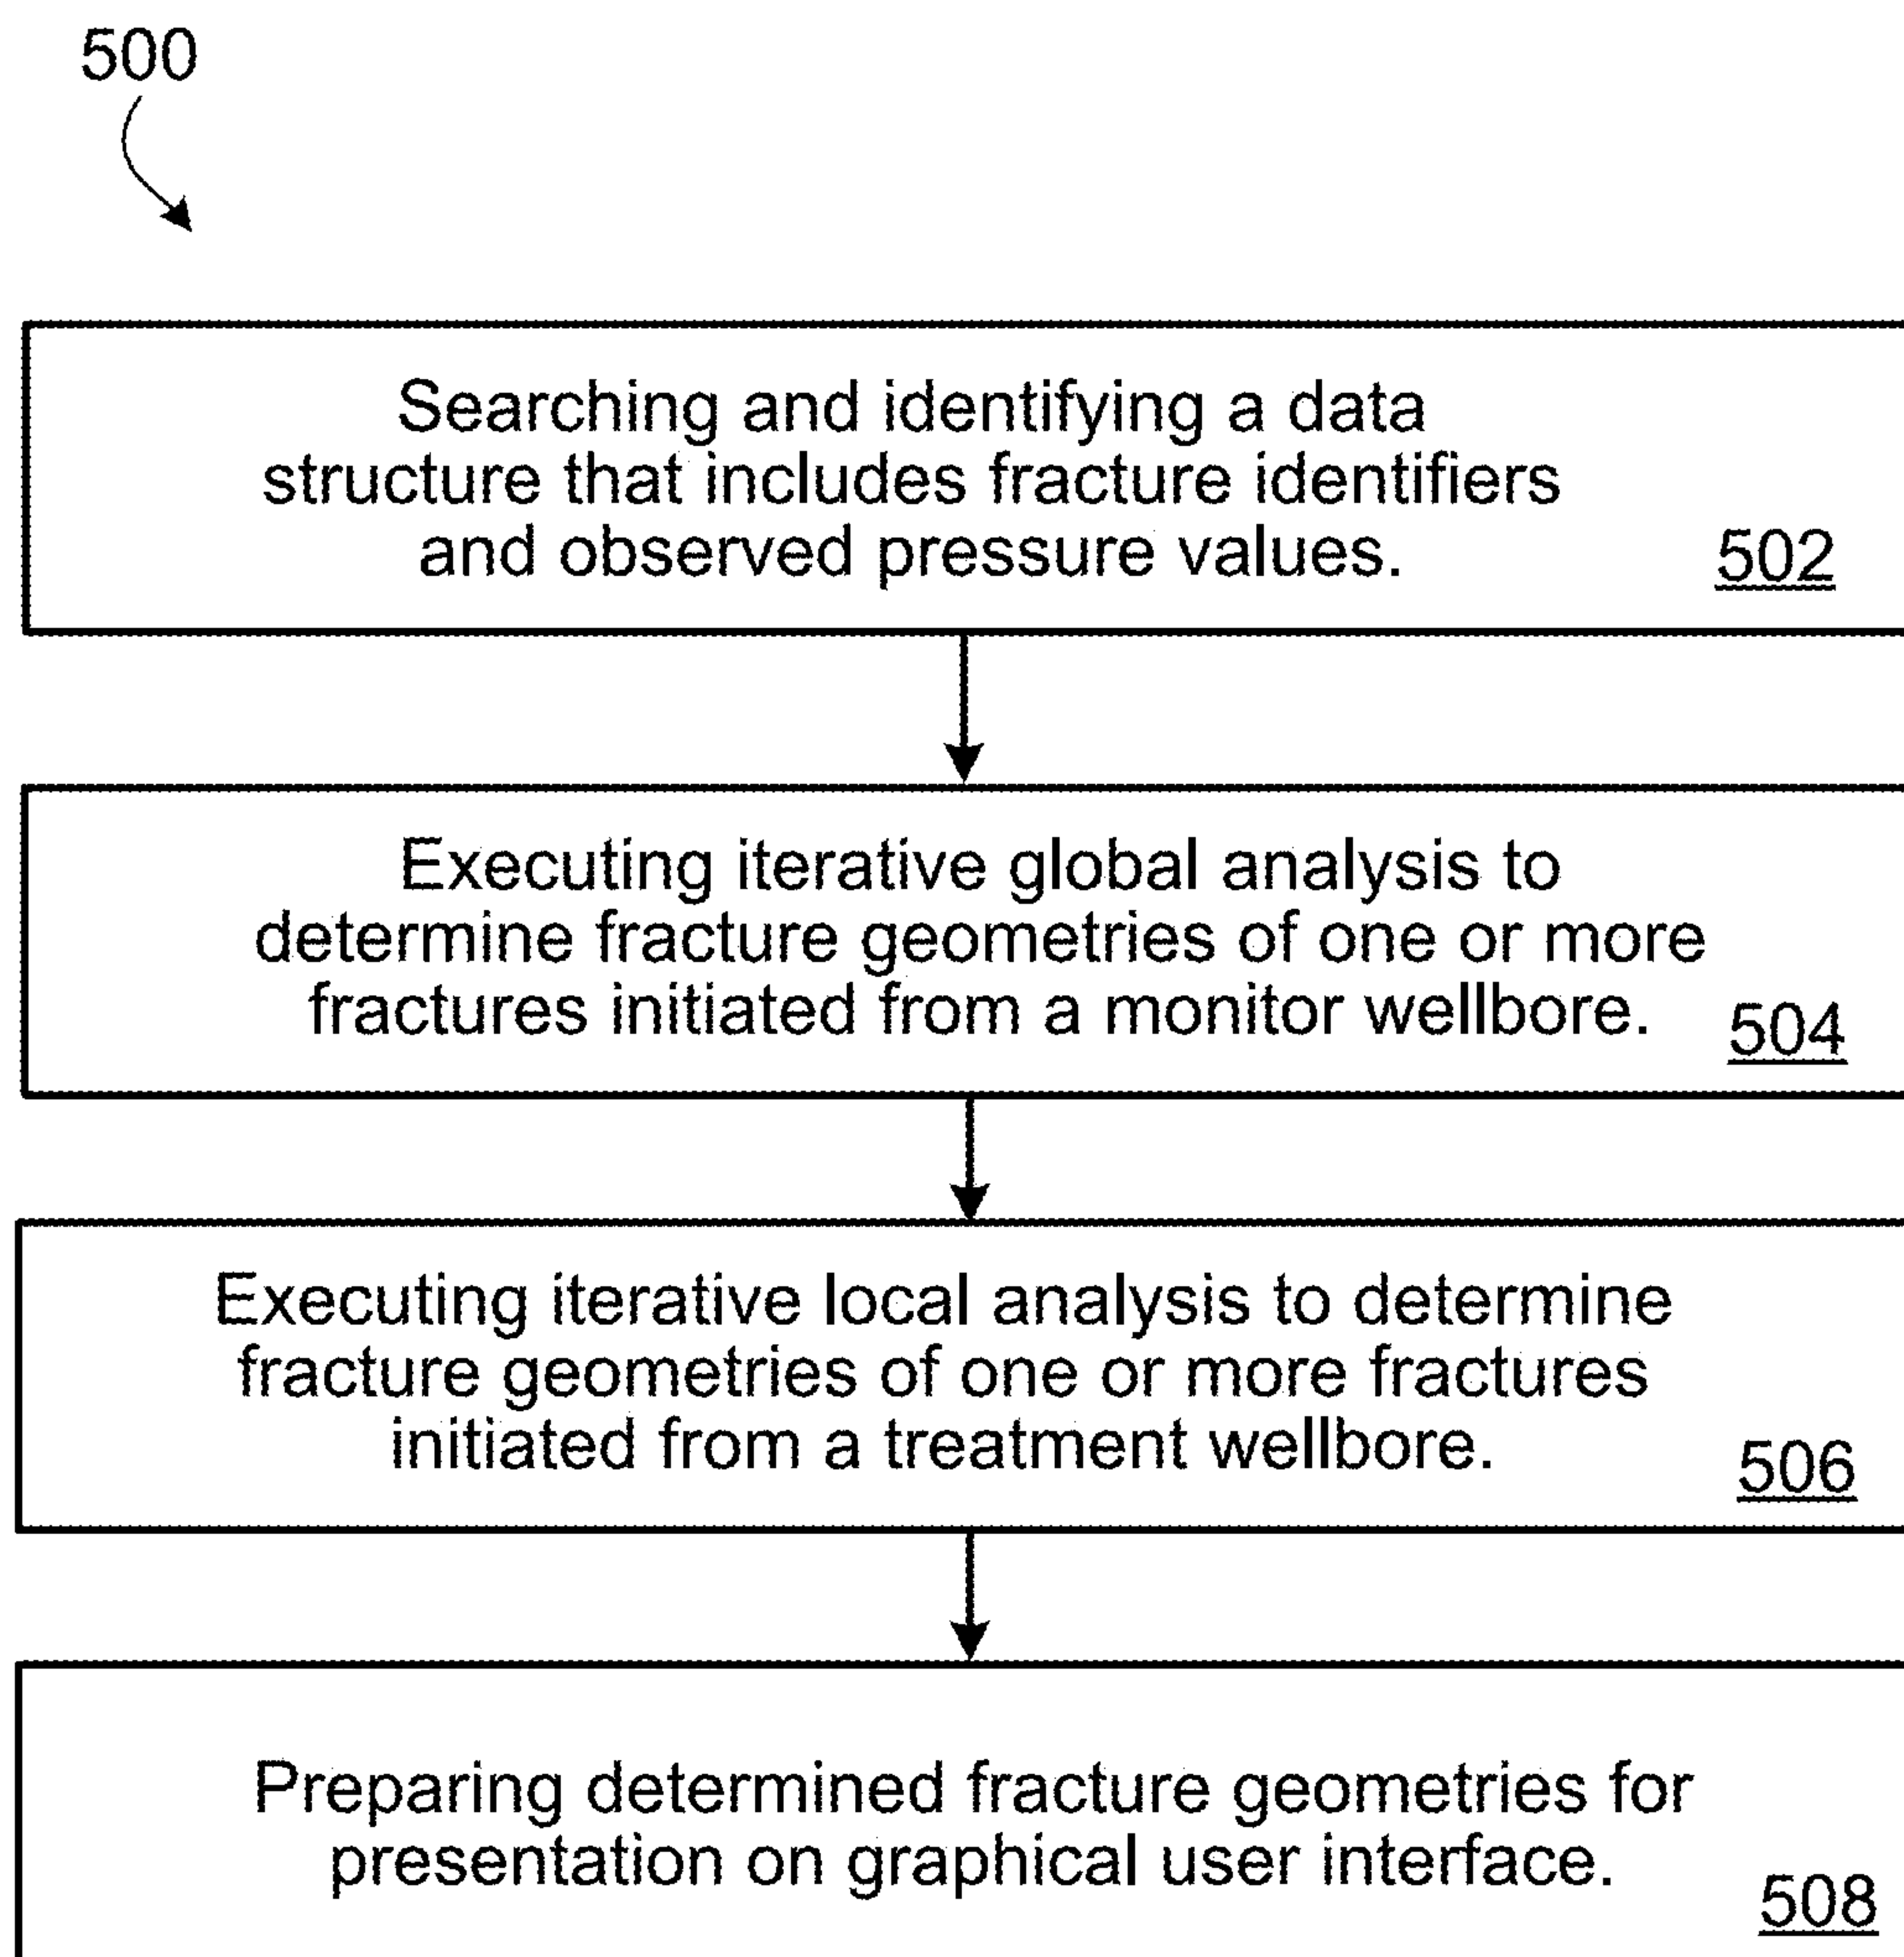 500
Searching and identifying a data
structure that includes fracture identifiers
and observed pressure values.
502
Executing iterative global analysis to
determine fracture geometries of one or more
fractures initiated from a monitor wellbore.
504
Executing iterative local analysis to determine
fracture geometries of one or more fractures
initiated from a treatment wellbore.
506
Preparing determined fracture geometries for
presentation on graphical user interface.
508